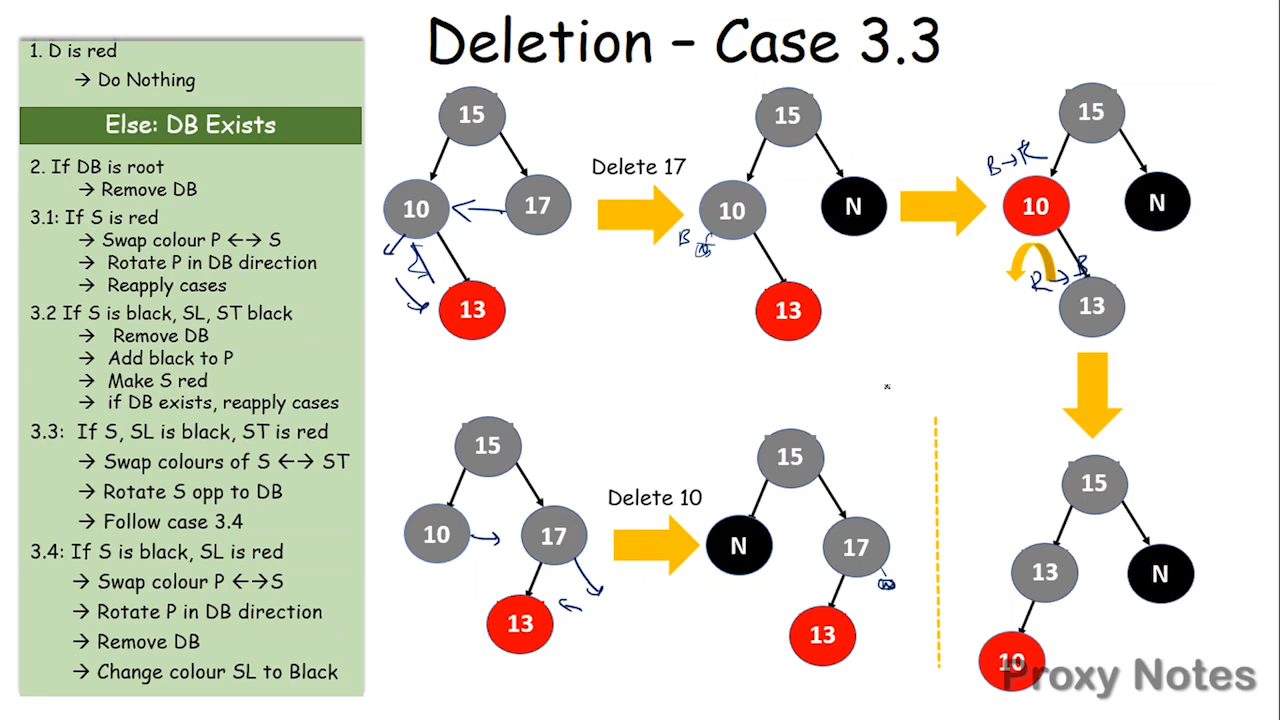 Deletion – Case 3.3
1. D is red
→ Do Nothing
Else: DB Exists
2. If DB is root
→ Remove DB
3.1: If S is red
→ Swap colour P ←→ S
→ Rotate P in DB direction
→ Reapply cases
3.2 If S is black, SL, ST black
→ Remove DB
→ Add black to P
→ Make S red
→ if DB exists, reapply cases
3.3: If S, SL is black, ST is red
→ Swap colours of S ←→ ST
→ Rotate S opp to DB
→ Follow case 3.4
3.4: If S is black, SL is red
→ Swap colour P ←→S
→ Rotate P in DB direction
→ Remove DB
→ Change colour SL to Black
15
10
17
13
Delete 17
15
10
N
13
B
15
B→R
10
N
R→B
13
15
10
17
13
Delete 10
15
N
17
13
15
13
N
10
Proxy Notes